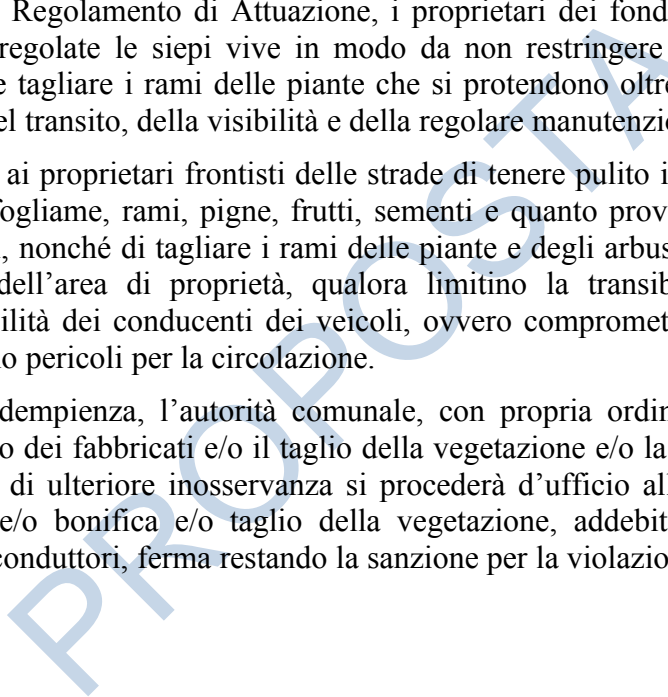 Regolamento di Attuazione, i proprietari dei fond
regolate le siepi vive in modo da non restringere
e tagliare i rami delle piante che si protendono oltre
el transito, della visibilità e della regolare manutenzi
ai proprietari frontisti delle strade di tenere pulito i
fogliame, rami, pigne, frutti, sementi e quanto prov
, nonché di tagliare i rami delle piante e degli arbus
dell’area di proprietà, qualora limitino la transib
ilità dei conducenti dei veicoli, ovvero compromet
o pericoli per la circolazione.
dempienza, l’autorità comunale, con propria ordin
o dei fabbricati e/o il taglio della vegetazione e/o la
di ulteriore inosservanza si procederà d’ufficio all
e/o bonifica e/o taglio della vegetazione, addebit
conduttori, ferma restando la sanzione per la violazio
PROPOSTA